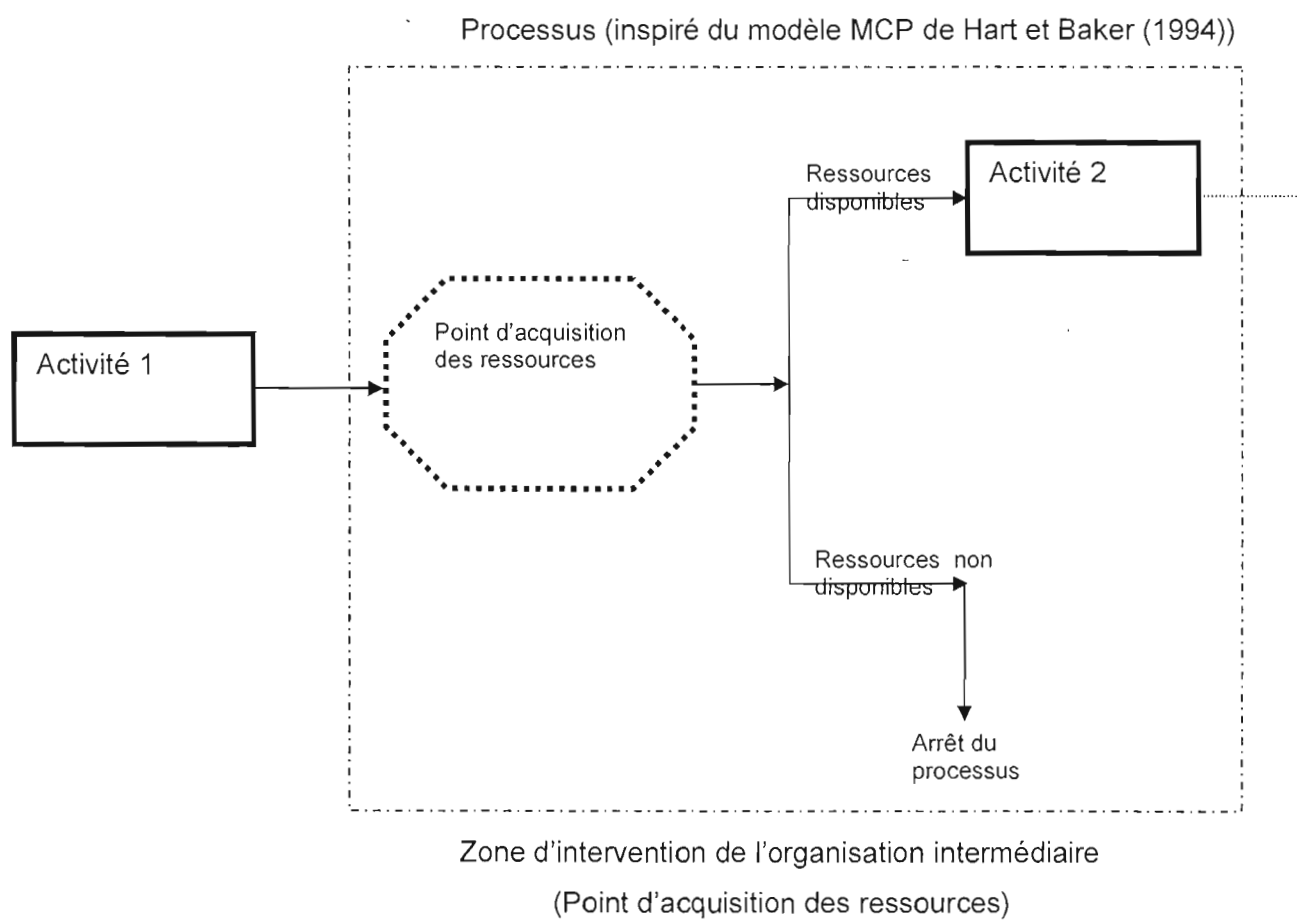 Processus (inspiré du modèle MCP de Hart et Baker (1994))
Ressources
disponibles
Activité 2
Point d'acquisition
des ressources
Activité 1
Ressources non
disponibles
Arrêt du
processus
Zone d'intervention de l'organisation intermédiaire
(Point d'acquisition des ressources)